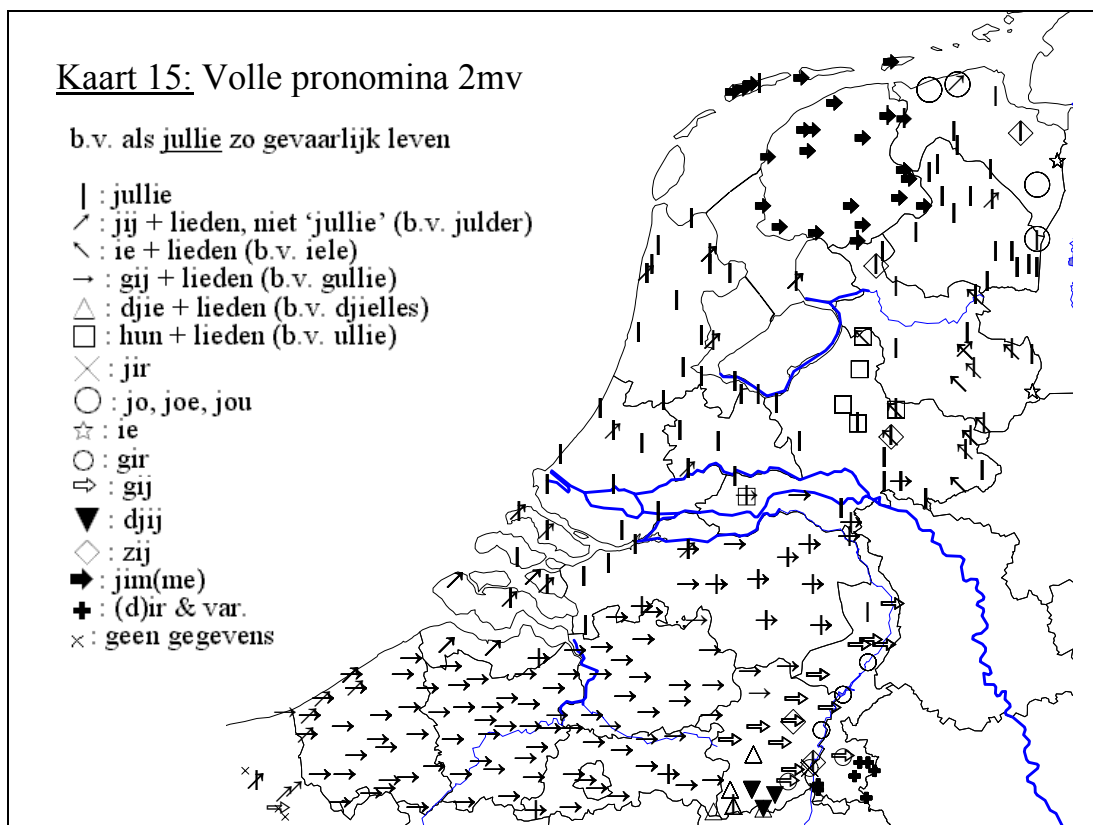 Kaart 15: Volle pronomina 2mv
b.v. als jullie zo gevaarlijk leven
: jullie
: jij + lieden, niet ‘jullie’ (b.v. julder)
: ie + lieden (b.v. iele)
: gij + lieden (b.v. gullie)
: djie + lieden (b.v. djielles)
: hun + lieden (b.v. ullie)
: jir
: jo, joe, jou
: ie
: gir
: gij
: djij
: zij
: jim(me)
: (d)ir & var.
: geen gegevens